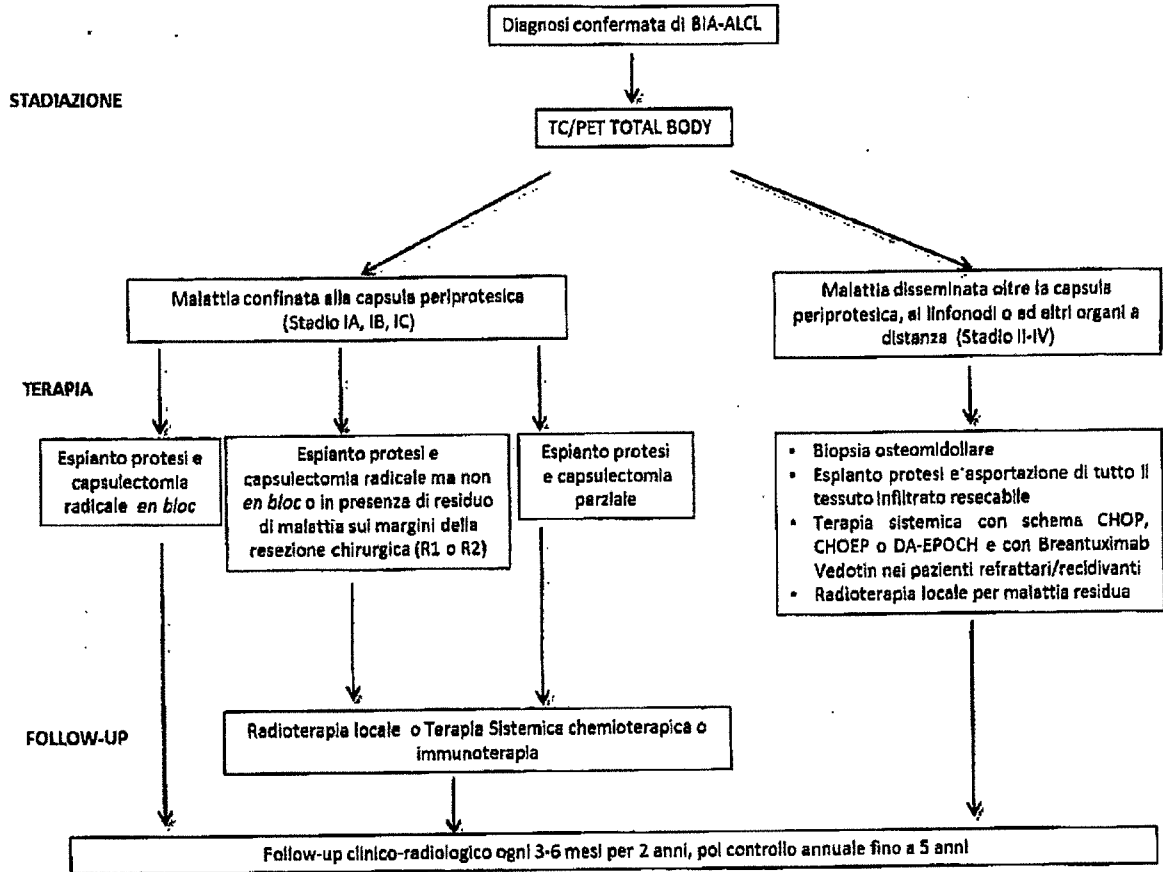 Diagnosi confermata di BIA-ALCL
STADIAZIONE
TC/PET TOTAL BODY
Malattia confinata alla capsula periprotesica
(Stadio IA, IB, IC)
Malattia disseminata oltre la capsula
periprotesica, ai linfonodi o ad altri organi a
distanza (Stadio II-IV)
TERAPIA
Espianto protesi e
capsulectomia
radicale en bloc
Espianto protesi e
capsulectomia radicale ma non
en bloc o in presenza di residuo
di malattia sui margini della
resezione chirurgica (R1 o R2)
Espianto protesi
e capsulectomia
parziale
• Biopsia osteomidollare
• Espianto protesi e asportazione di tutto il
tessuto infiltrato resecabile
• Terapia sistemica con schema CHOP,
CHOEP o DA-EPOCH e con Breantuximab
Vedotin nei pazienti refrattari/recidivanti
• Radioterapia locale per malattia residua
FOLLOW-UP
Radioterapia locale o Terapia Sistemica chemioterapica o
immunoterapia
Follow-up clinico-radiologico ogni 3-6 mesi per 2 anni, poi controllo annuale fino a 5 anni